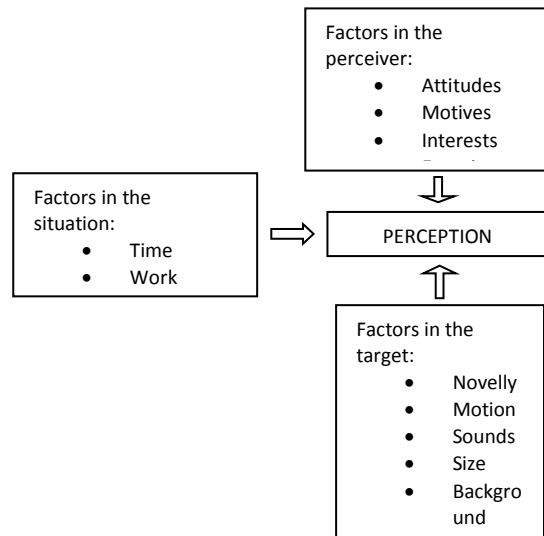 Factors in the
perceiver:
• Attitudes
• Motives
• Interests
Factors in the
situation:
• Time
• Work
PERCEPTION
Factors in the
target:
• Novelly
• Motion
• Sounds
• Size
• Backgro
und